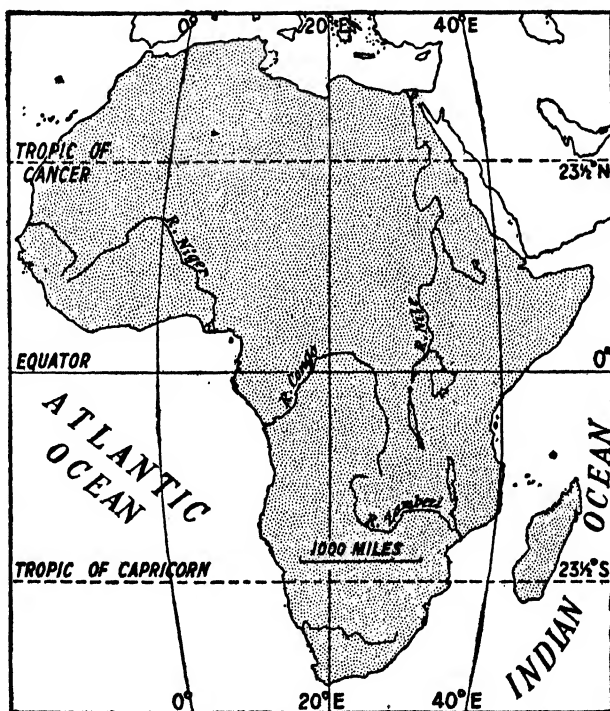 0° 20°E 40°E
TROPIC OF
CANCER
23½°N
R. Niger
R. NILE
EQUATOR
0°
R. Congo
ATLANTIC
OCEAN
R. Zambezi
1000 MILES
TROPIC OF CAPRICORN
23½°S
INDIAN
OCEAN
0° 20°E 40°E